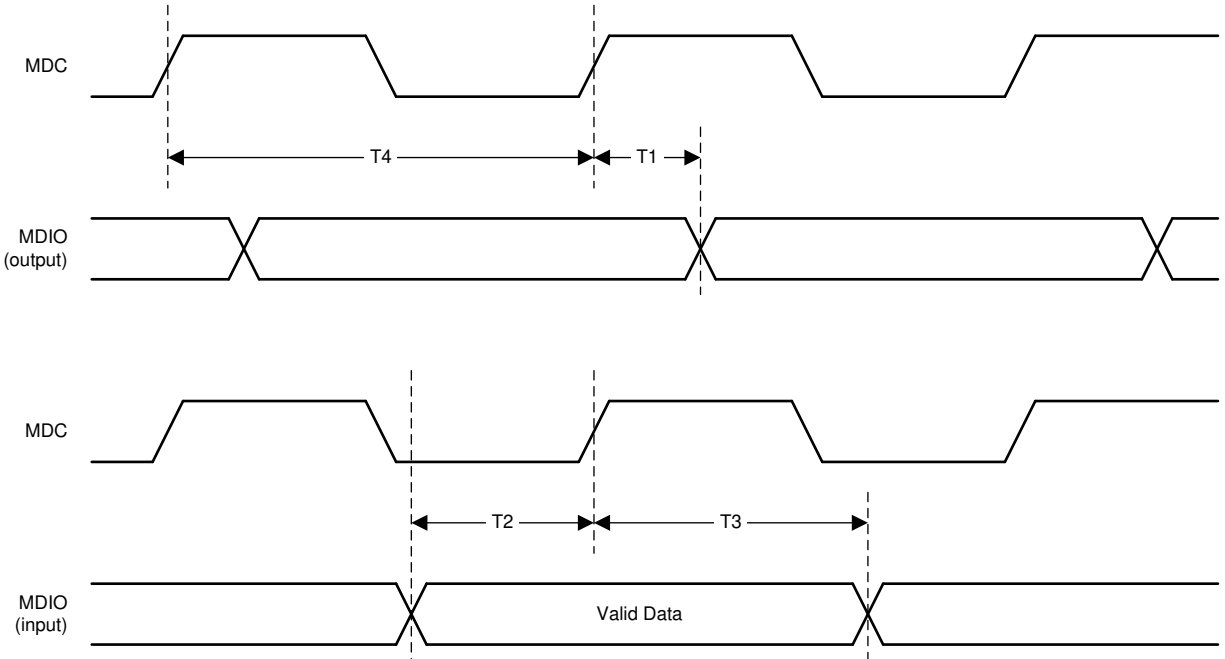 MDC
T4
T1
MDIO
(output)
MDC
T2
T3
MDIO
(input)
Valid Data